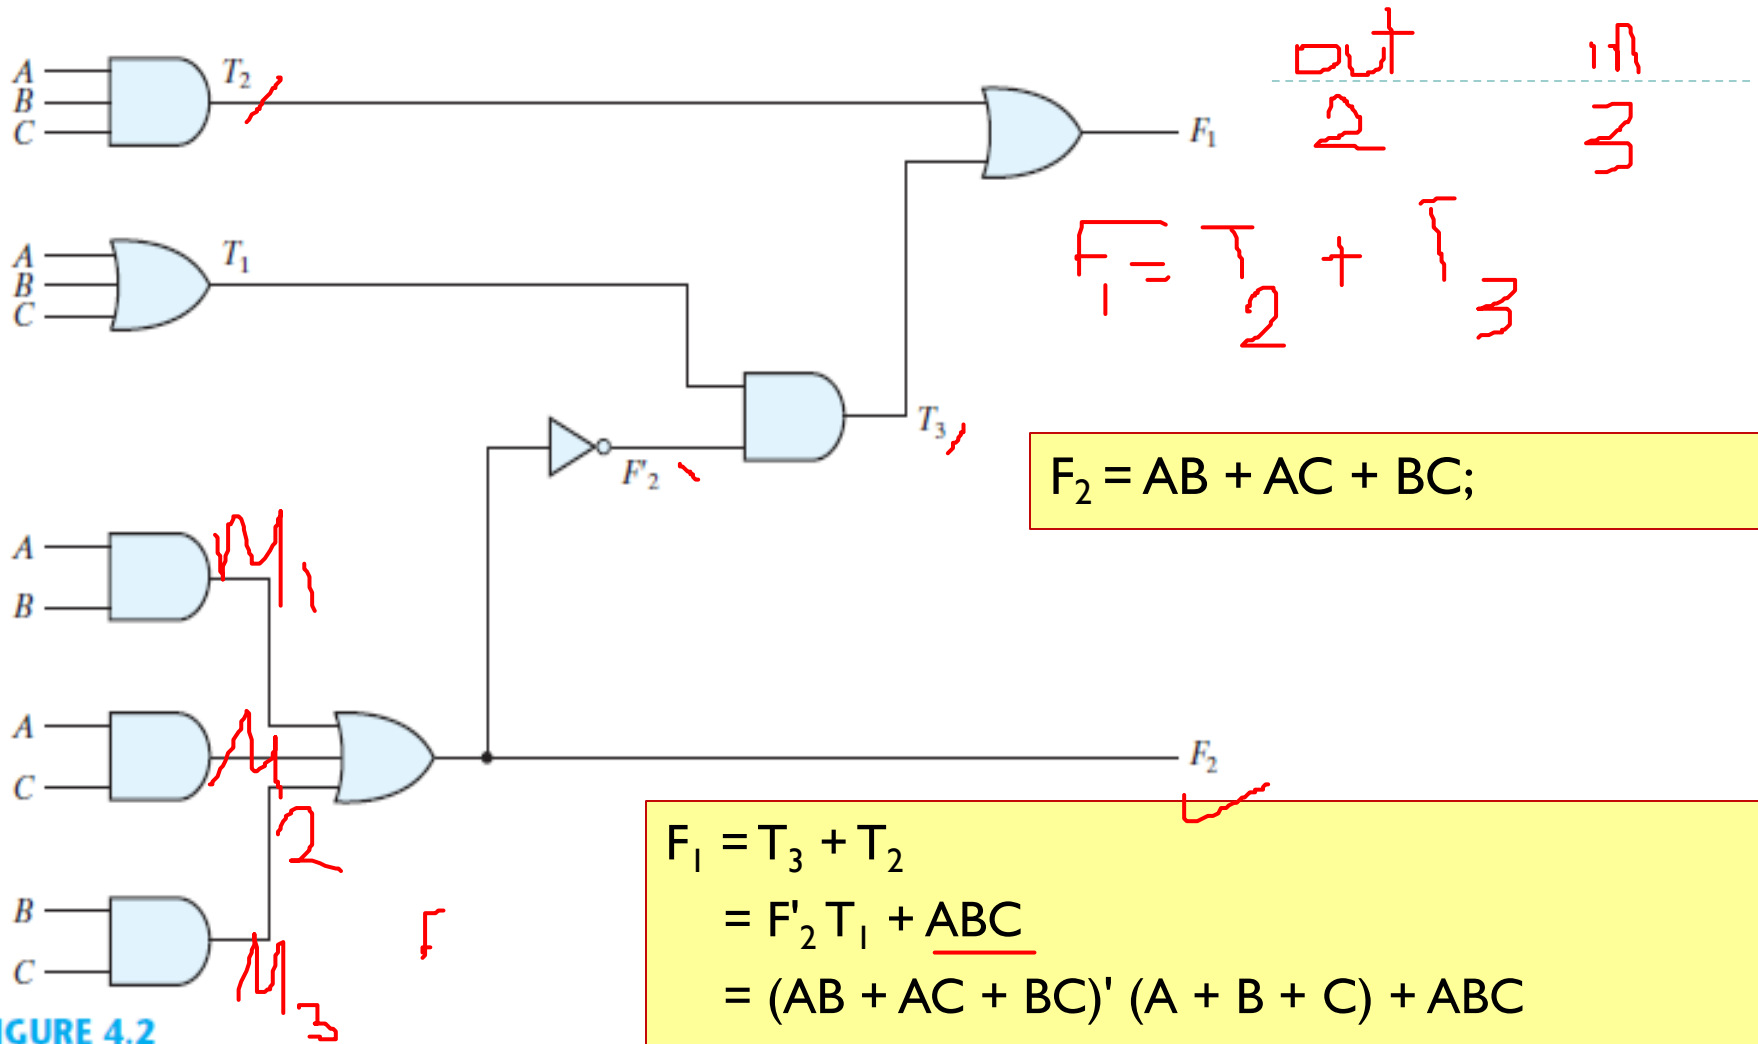 out in
2 3
A
B
C
T₂
F₁
F₁ = T₂ + T₃
A
B
C
T₁
T₃
F'₂
F₂ = AB + AC + BC;
A
B
M₁
A
C
M₂
F₂
B
C
M₃
F
F₁ = T₃ + T₂
= F'₂ T₁ + ABC
= (AB + AC + BC)' (A + B + C) + ABC
IGURE 4.2